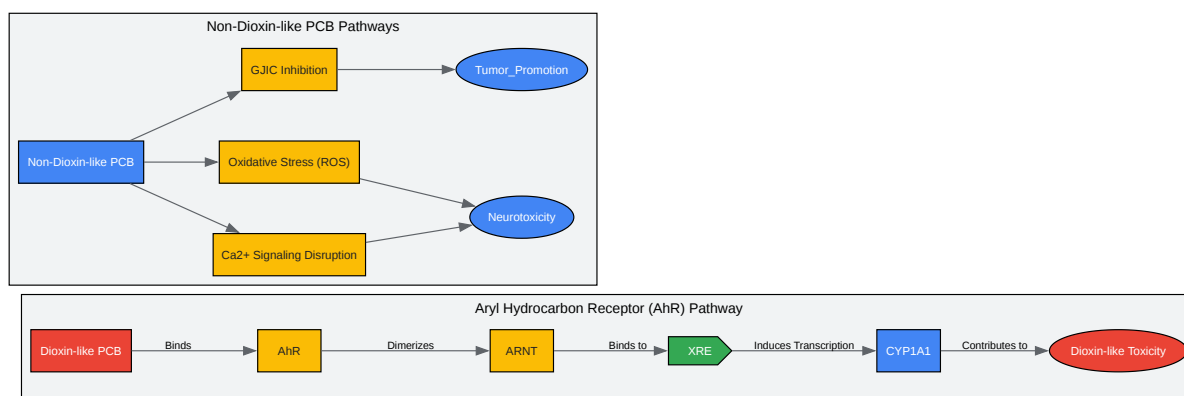 Non-Dioxin-like PCB Pathways
GJIC Inhibition
Tumor_Promotion
Non-Dioxin-like PCB
Oxidative Stress (ROS)
Neurotoxicity
Ca2+ Signaling Disruption
Aryl Hydrocarbon Receptor (AhR) Pathway
Dioxin-like PCB
Binds
AhR
Dimerizes
ARNT
Binds to
XRE
Induces Transcription
CYP1A1
Contributes to
Dioxin-like Toxicity